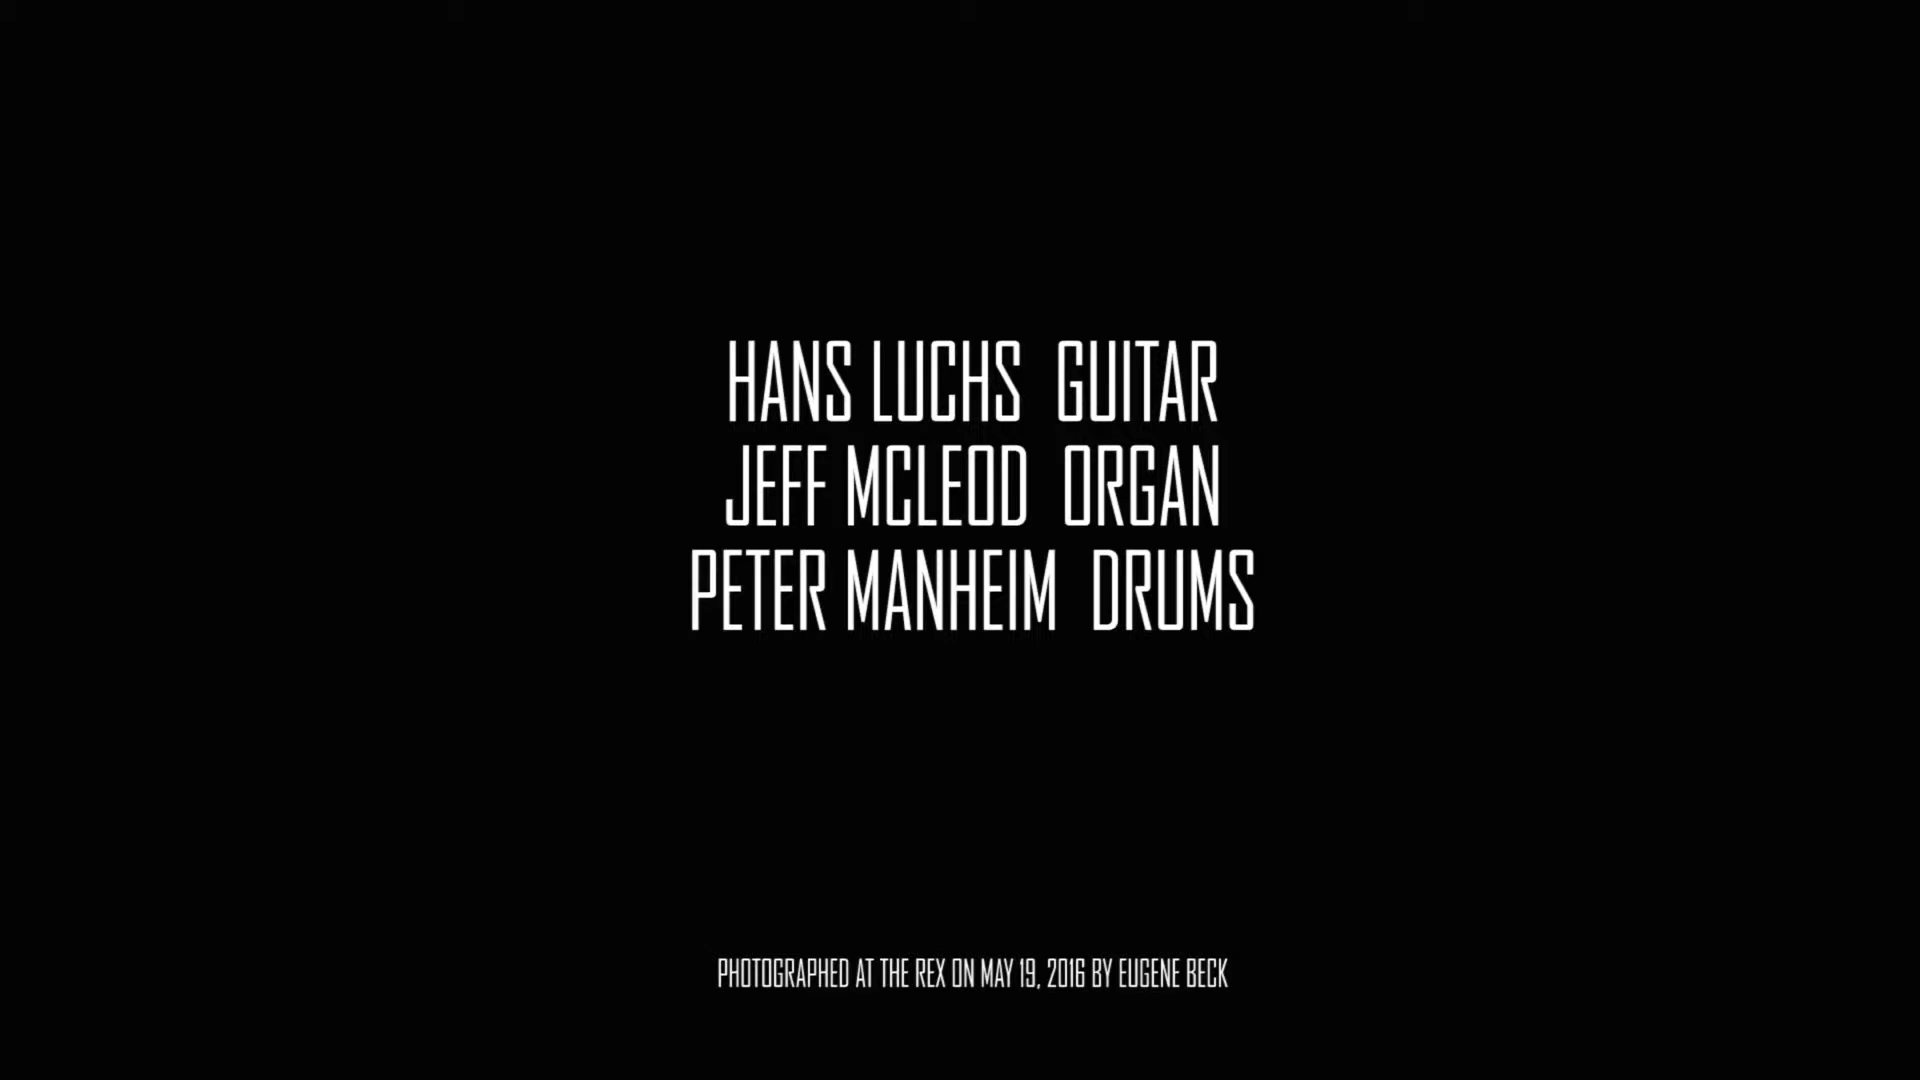 HANS LUCHS  GUITAR
JEFF MCLEOD  ORGAN
PETER MANHEIM  DRUMS
PHOTOGRAPHED AT THE REX ON MAY 19, 2016 BY EUGENE BECK